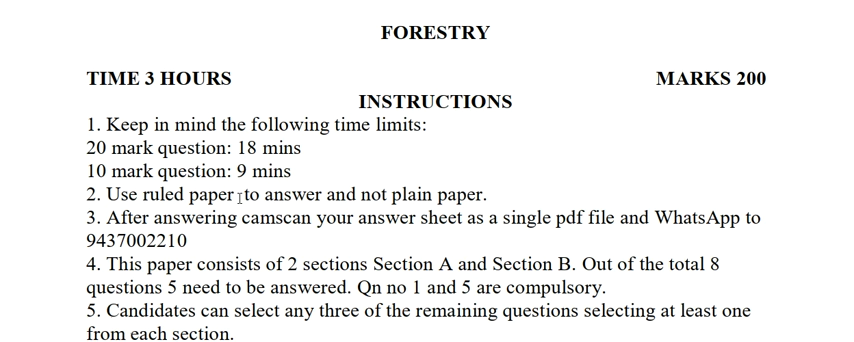 FORESTRY
TIME 3 HOURS MARKS 200
INSTRUCTIONS
1. Keep in mind the following time limits:
20 mark question: 18 mins
10 mark question: 9 mins
2. Use ruled paper to answer and not plain paper.
3. After answering camscan your answer sheet as a single pdf file and WhatsApp to
9437002210
4. This paper consists of 2 sections Section A and Section B. Out of the total 8
questions 5 need to be answered. Qn no 1 and 5 are compulsory.
5. Candidates can select any three of the remaining questions selecting at least one
from each section.